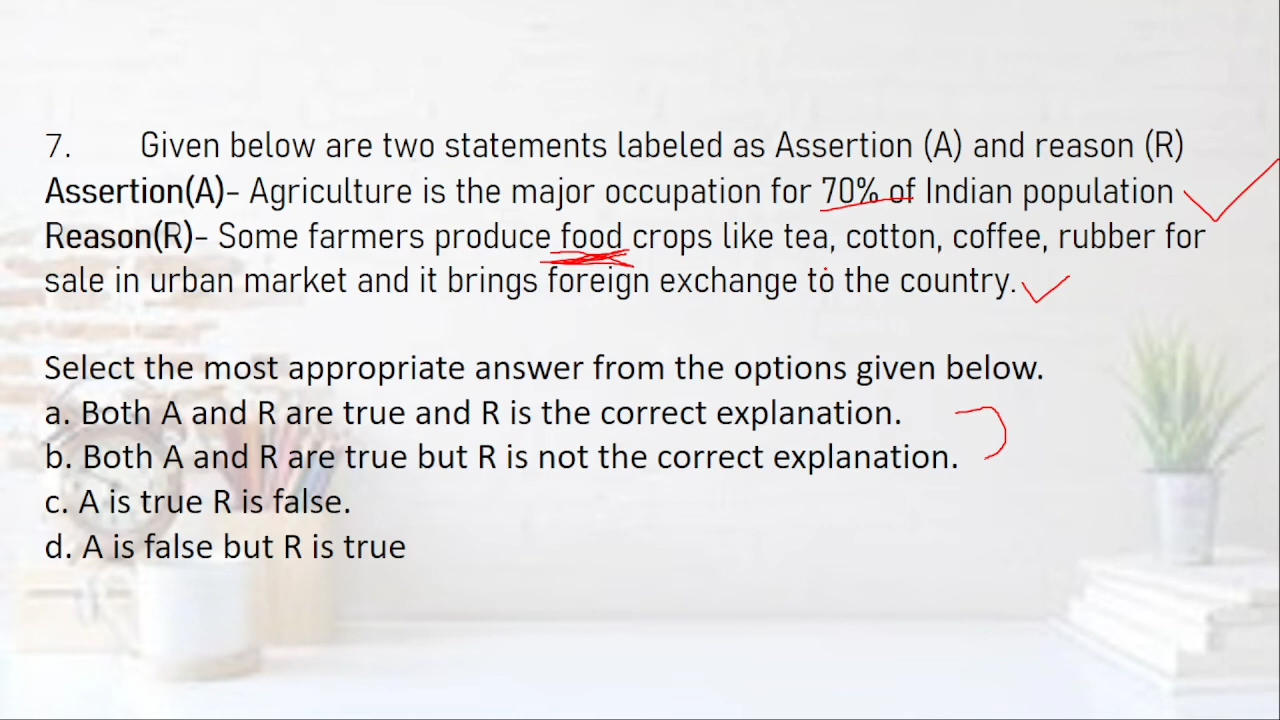 7. Given below are two statements labeled as Assertion (A) and reason (R)
Assertion(A)- Agriculture is the major occupation for 70% of Indian population
Reason(R)- Some farmers produce food crops like tea, cotton, coffee, rubber for
sale in urban market and it brings foreign exchange to the country.
Select the most appropriate answer from the options given below.
a. Both A and R are true and R is the correct explanation.
b. Both A and R are true but R is not the correct explanation.
c. A is true R is false.
d. A is false but R is true